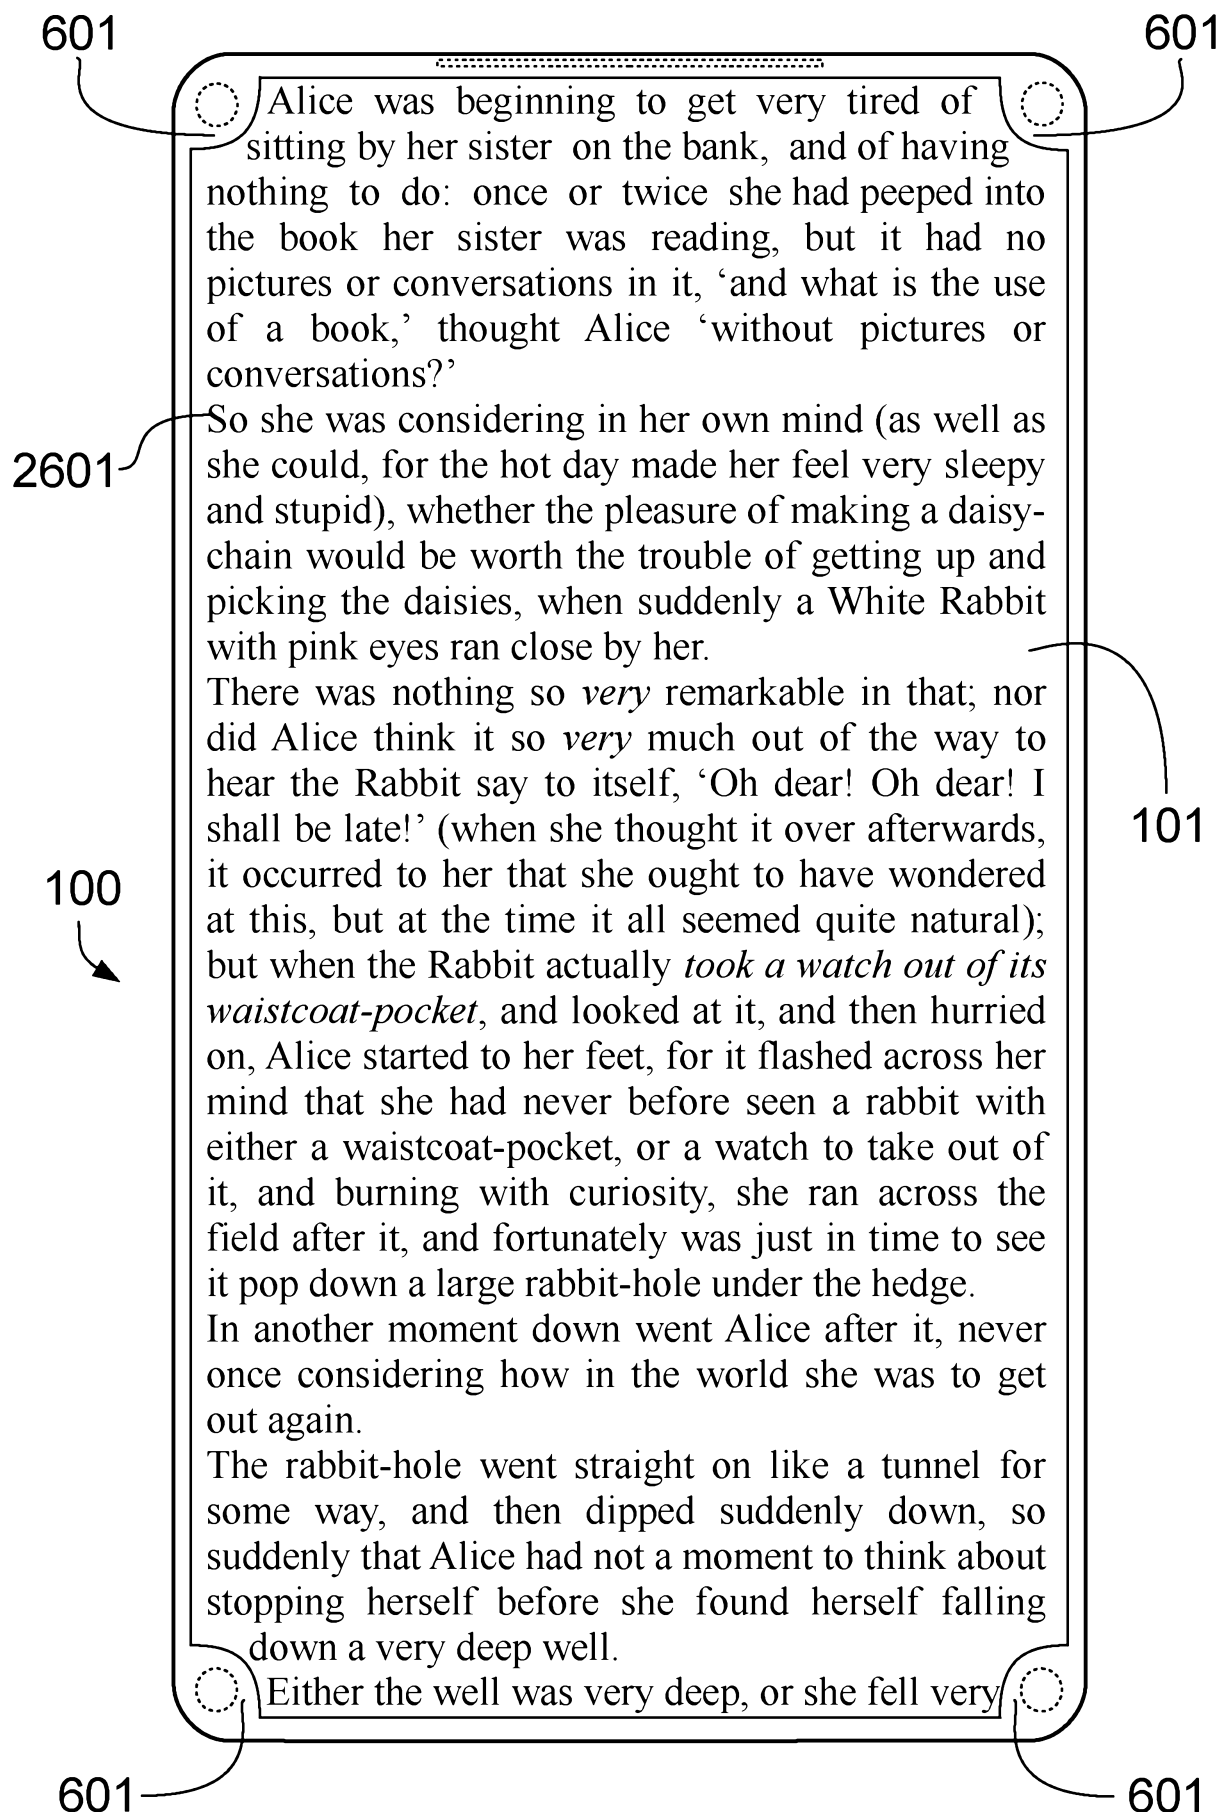 601
601
Alice was beginning to get very tired of
sitting by her sister on the bank, and of having
nothing to do: once or twice she had peeped into
the book her sister was reading, but it had no
pictures or conversations in it, ‘and what is the use
of a book,’ thought Alice ‘without pictures or
conversations?’
So she was considering in her own mind (as well as
2601
she could, for the hot day made her feel very sleepy
and stupid), whether the pleasure of making a daisy-
chain would be worth the trouble of getting up and
picking the daisies, when suddenly a White Rabbit
with pink eyes ran close by her.
There was nothing so very remarkable in that; nor
did Alice think it so very much out of the way to
hear the Rabbit say to itself, ‘Oh dear! Oh dear! I
shall be late!’ (when she thought it over afterwards,
101
it occurred to her that she ought to have wondered
100
at this, but at the time it all seemed quite natural);
but when the Rabbit actually took a watch out of its
waistcoat-pocket, and looked at it, and then hurried
on, Alice started to her feet, for it flashed across her
mind that she had never before seen a rabbit with
either a waistcoat-pocket, or a watch to take out of
it, and burning with curiosity, she ran across the
field after it, and fortunately was just in time to see
it pop down a large rabbit-hole under the hedge.
In another moment down went Alice after it, never
once considering how in the world she was to get
out again.
The rabbit-hole went straight on like a tunnel for
some way, and then dipped suddenly down, so
suddenly that Alice had not a moment to think about
stopping herself before she found herself falling
down a very deep well.
Either the well was very deep, or she fell very
601
601